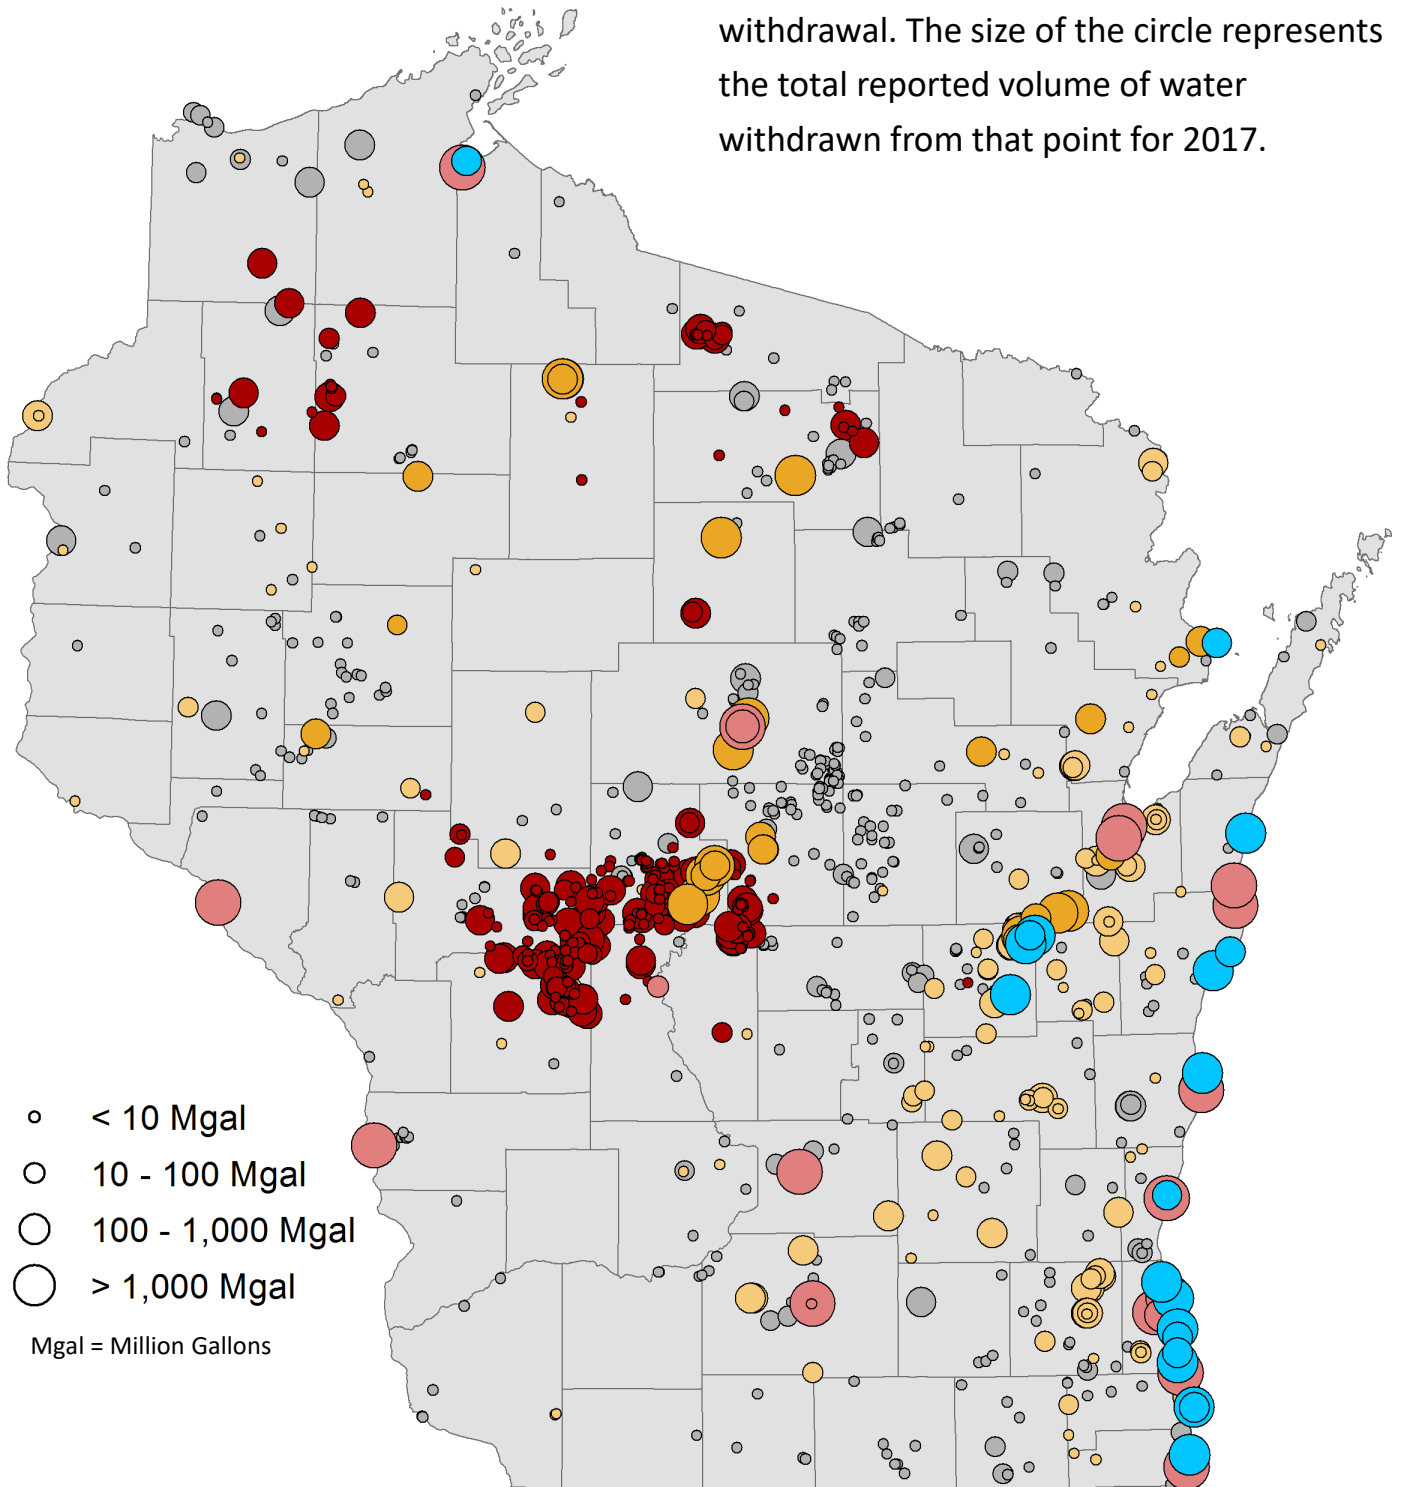 withdrawal. The size of the circle represents
the total reported volume of water
withdrawn from that point for 2017.
< 10 Mgal
10 - 100 Mgal
100 - 1,000 Mgal
> 1,000 Mgal
Mgal = Million Gallons